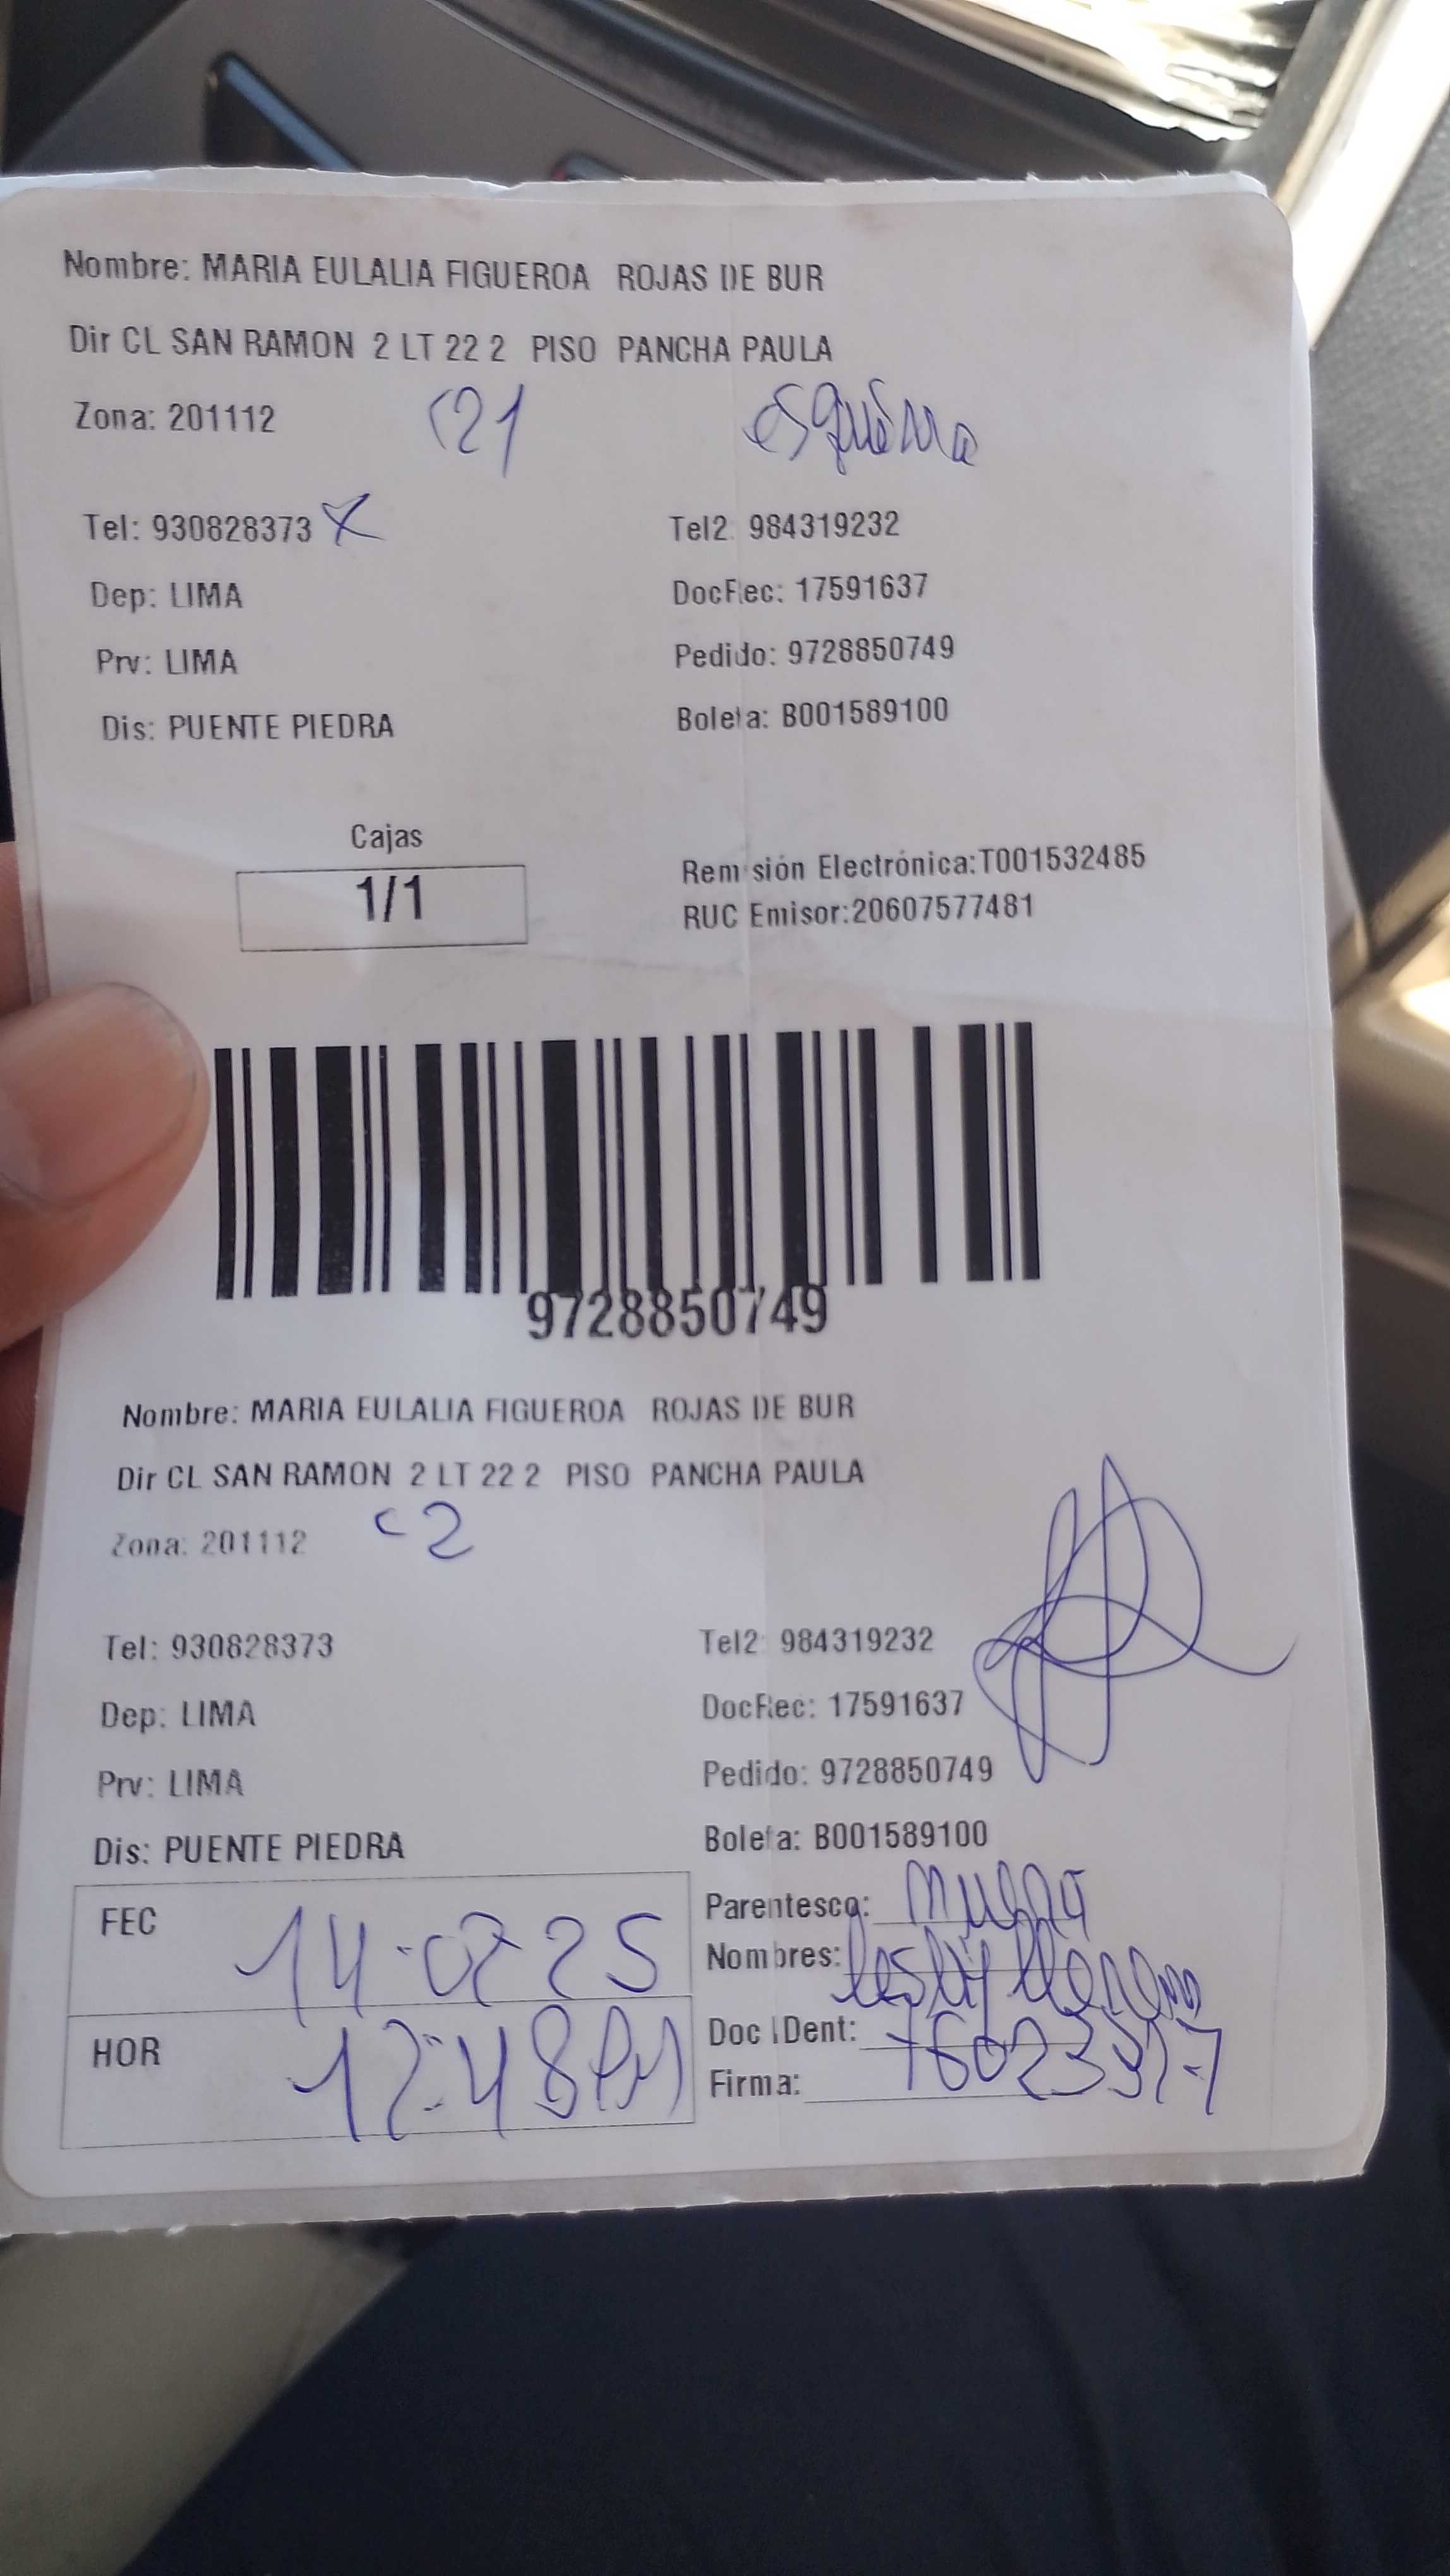 Nombre: MARIA EULALIA FIGUEROA ROJAS DE BUR
Dir CL SAN RAMON 2 LT 22 2 PISO PANCHA PAULA
Zona: 201112 C21 esquina
Tel: 930828373 X Tel2: 984319232
Dep: LIMA DocRec: 17591637
Prv: LIMA Pedido: 9728850749
Dis: PUENTE PIEDRA Boleta: B001589100
Cajas
1/1
Remisión Electrónica:T001532485
RUC Emisor:20607577481
9728850749
Nombre: MARIA EULALIA FIGUEROA ROJAS DE BUR
Dir CL SAN RAMON 2 LT 22 2 PISO PANCHA PAULA
Zona: 201112 C2
Tel: 930828373 Tel2: 984319232
Dep: LIMA DocRec: 17591637
Prv: LIMA Pedido: 9728850749
Dis: PUENTE PIEDRA Boleta: B001589100
FEC 14-07-25
HOR 12:48 PM
Parentesco:
Nombres: lesly
Doc IDent:
Firma: